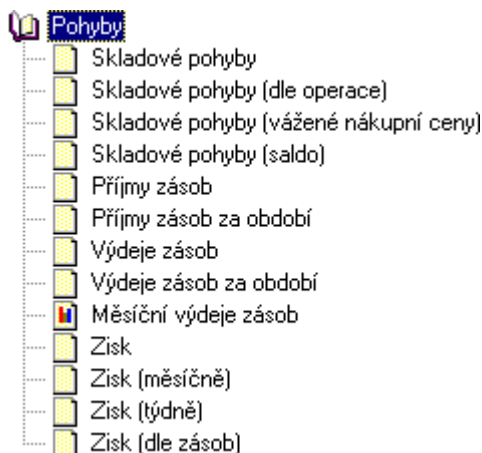 Pohyby
Skladové pohyby
Skladové pohyby (dle operace)
Skladové pohyby (vážené nákupní ceny)
Skladové pohyby (saldo)
Příjmy zásob
Příjmy zásob za období
Výdeje zásob
Výdeje zásob za období
Měsíční výdeje zásob
Zisk
Zisk (měsíčně)
Zisk (týdně)
Zisk (dle zásob)